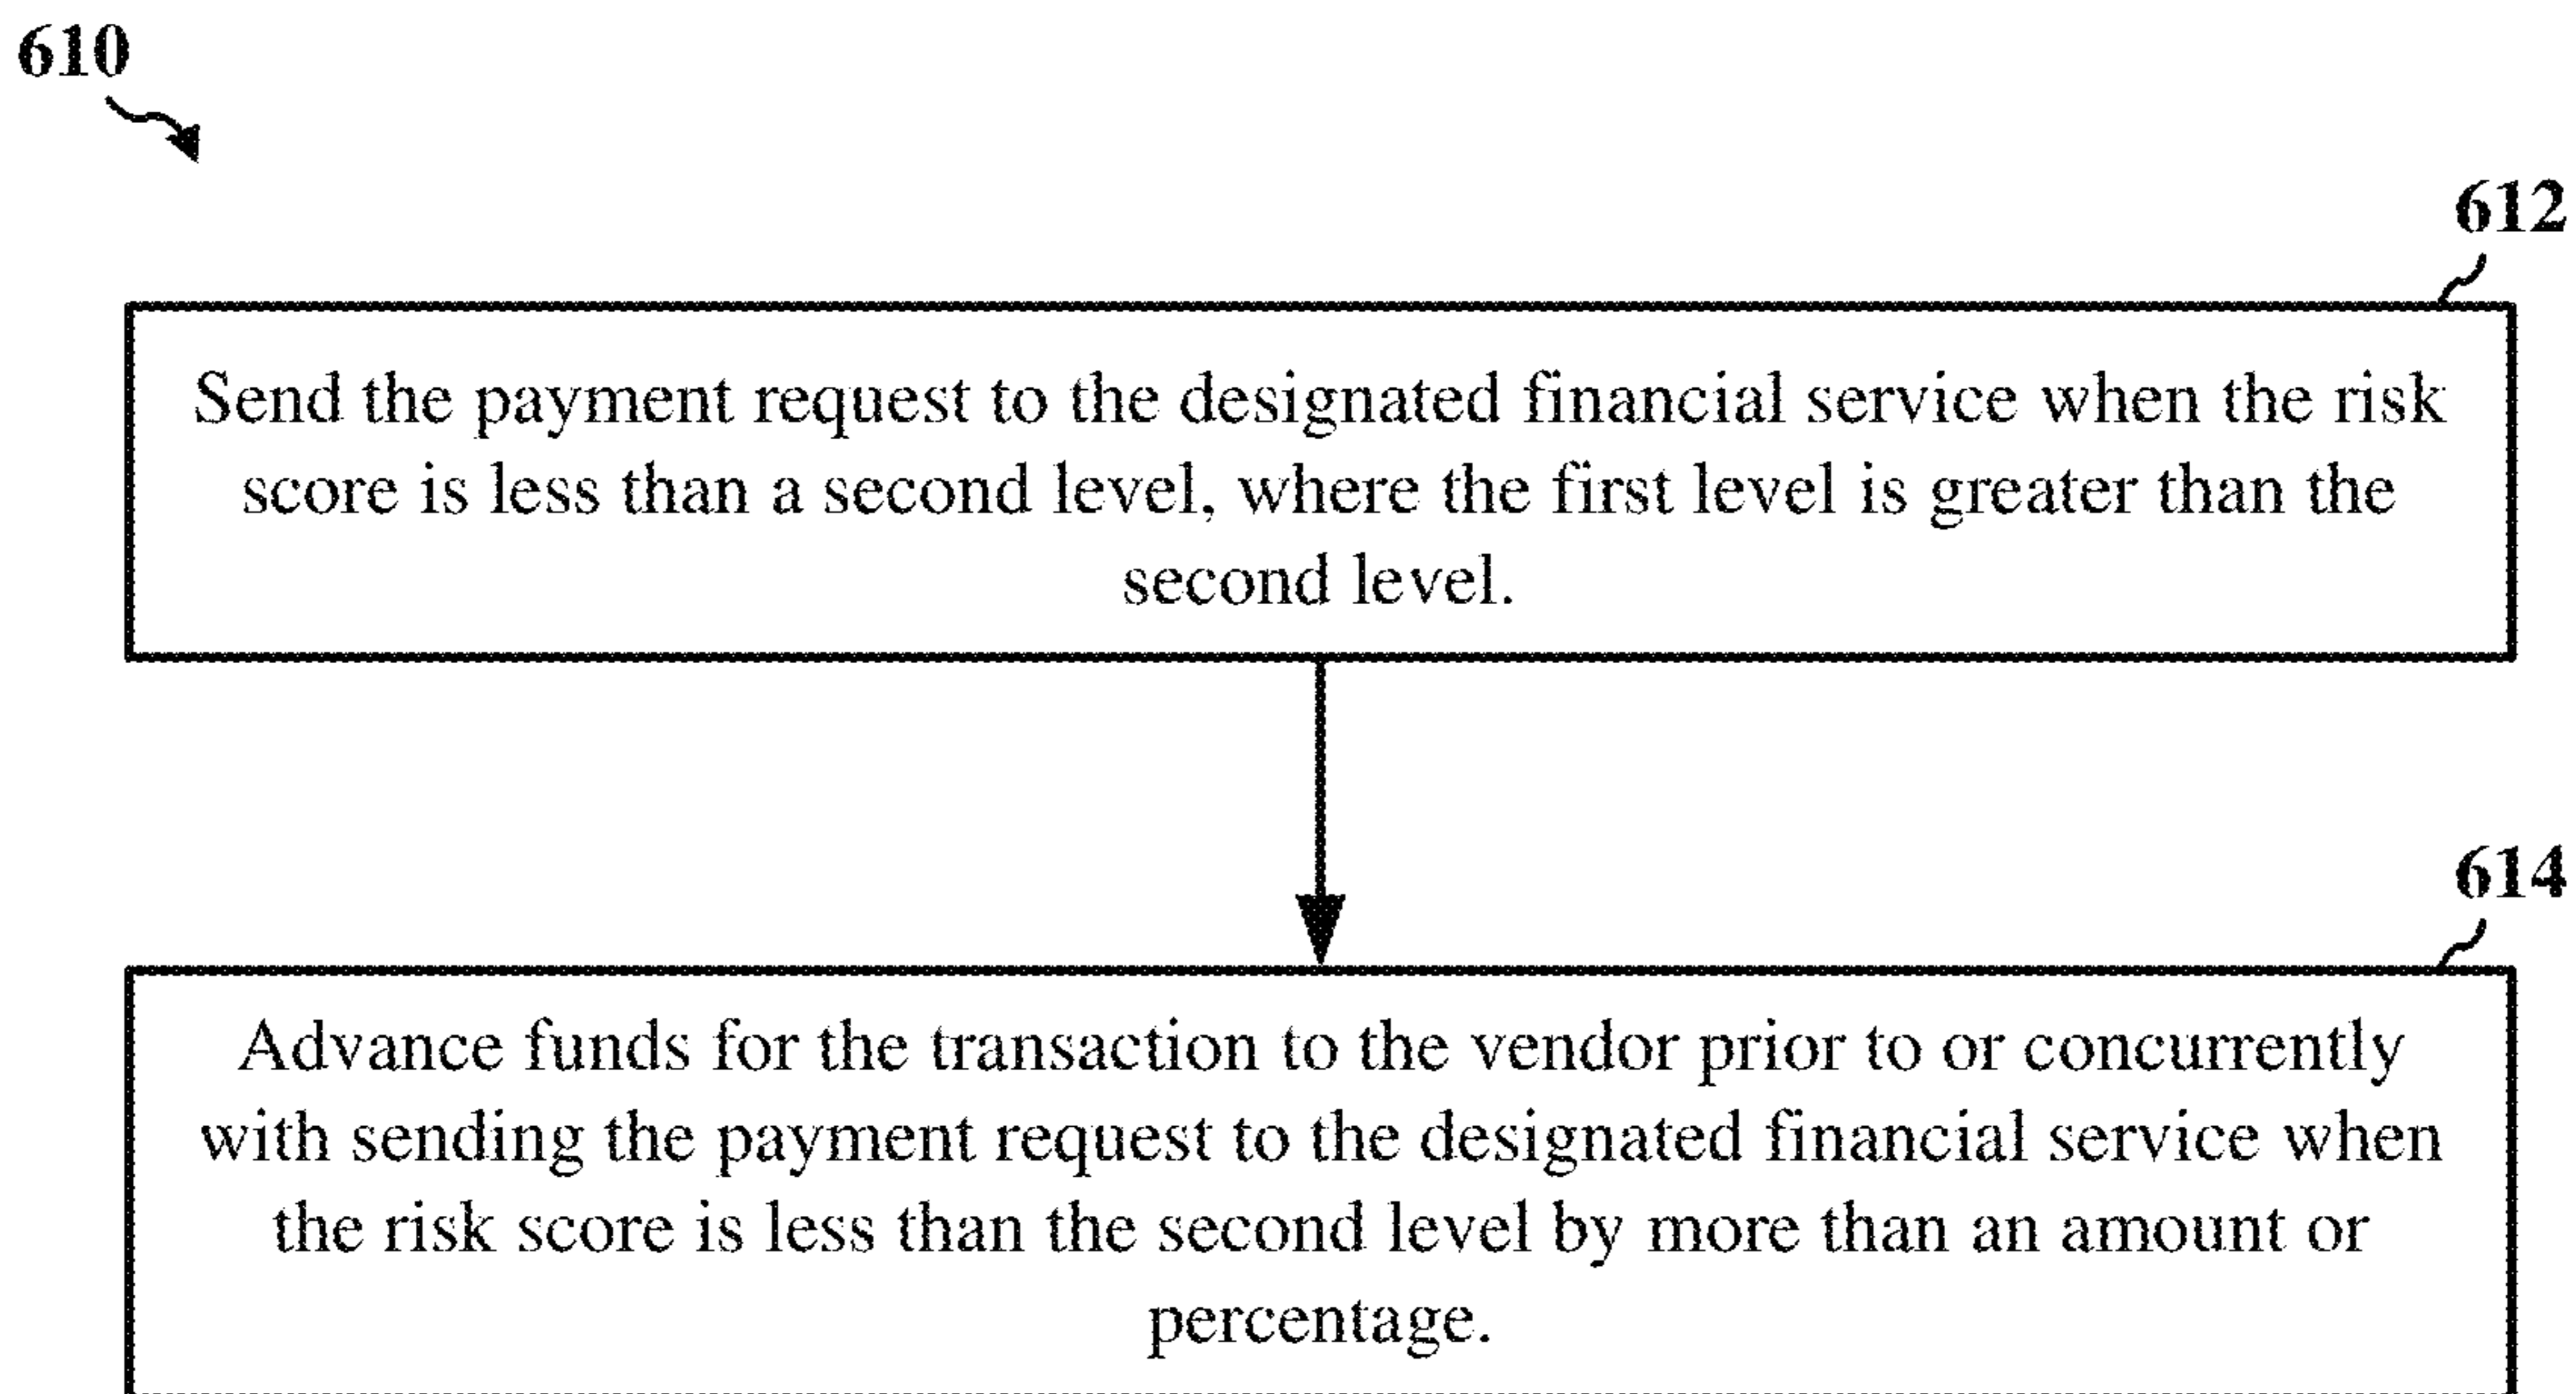 610
612
Send the payment request to the designated financial service when the risk
score is less than a second level, where the first level is greater than the
second level.
614
Advance funds for the transaction to the vendor prior to or concurrently
with sending the payment request to the designated financial service when
the risk score is less than the second level by more than an amount or
percentage.